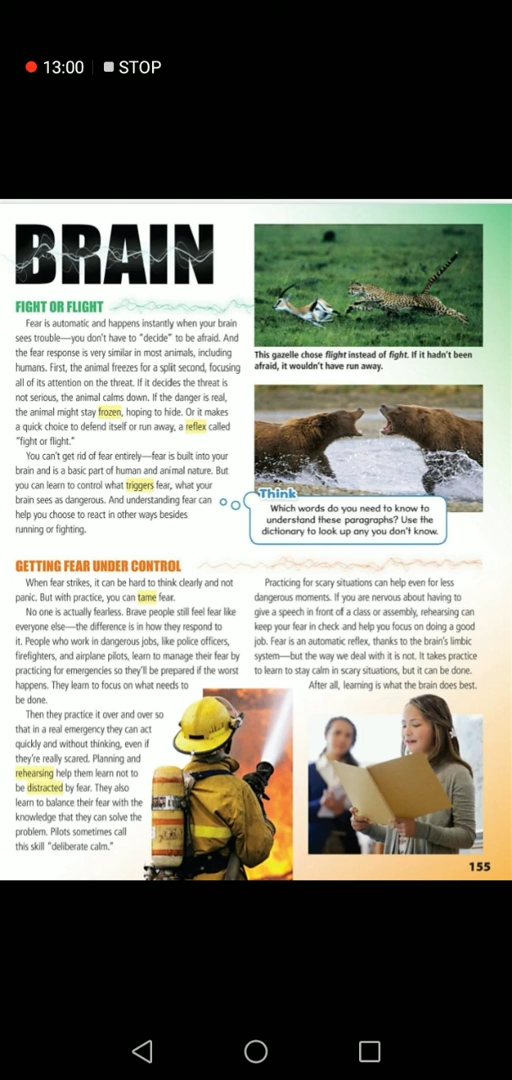 13:00
STOP
BRAIN
FIGHT OR FLIGHT
Fear is automatic and happens instantly when your brain
sees trouble—you don't have to "decide" to be afraid. And
the fear response is very similar in most animals, including
humans. First, the animal freezes for a split second, focusing
all of its attention on the threat. If it decides the threat is
not serious, the animal calms down. If the danger is real,
the animal might stay frozen, hoping to hide. Or it makes
a quick choice to defend itself or run away, a reflex called
"fight or flight."
You can't get rid of fear entirely—fear is built into your
brain and is a basic part of human and animal nature. But
you can learn to control what triggers fear, what your
brain sees as dangerous. And understanding fear can
help you choose to react in other ways besides
running or fighting.
This gazelle chose flight instead of fight. If it hadn't been
afraid, it wouldn't have run away.
Think
Which words do you need to know to
understand these paragraphs? Use the
dictionary to look up any you don't know.
GETTING FEAR UNDER CONTROL
When fear strikes, it can be hard to think clearly and not
panic. But with practice, you can tame fear.
No one is actually fearless. Brave people still feel fear like
everyone else—the difference is in how they respond to
it. People who work in dangerous jobs, like police officers,
firefighters, and airplane pilots, learn to manage their fear by
practicing for emergencies so they'll be prepared if the worst
happens. They learn to focus on what needs to
be done.
Then they practice it over and over so
that in a real emergency they can act
quickly and without thinking, even if
they're really scared. Planning and
rehearsing help them learn not to
be distracted by fear. They also
learn to balance their fear with the
knowledge that they can solve the
problem. Pilots sometimes call
this skill "deliberate calm."
Practicing for scary situations can help even for less
dangerous moments. If you are nervous about having to
give a speech in front of a class or assembly, rehearsing can
keep your fear in check and help you focus on doing a good
job. Fear is an automatic reflex, thanks to the brain's limbic
system—but the way we deal with it is not. It takes practice
to learn to stay calm in scary situations, but it can be done.
After all, learning is what the brain does best.
155